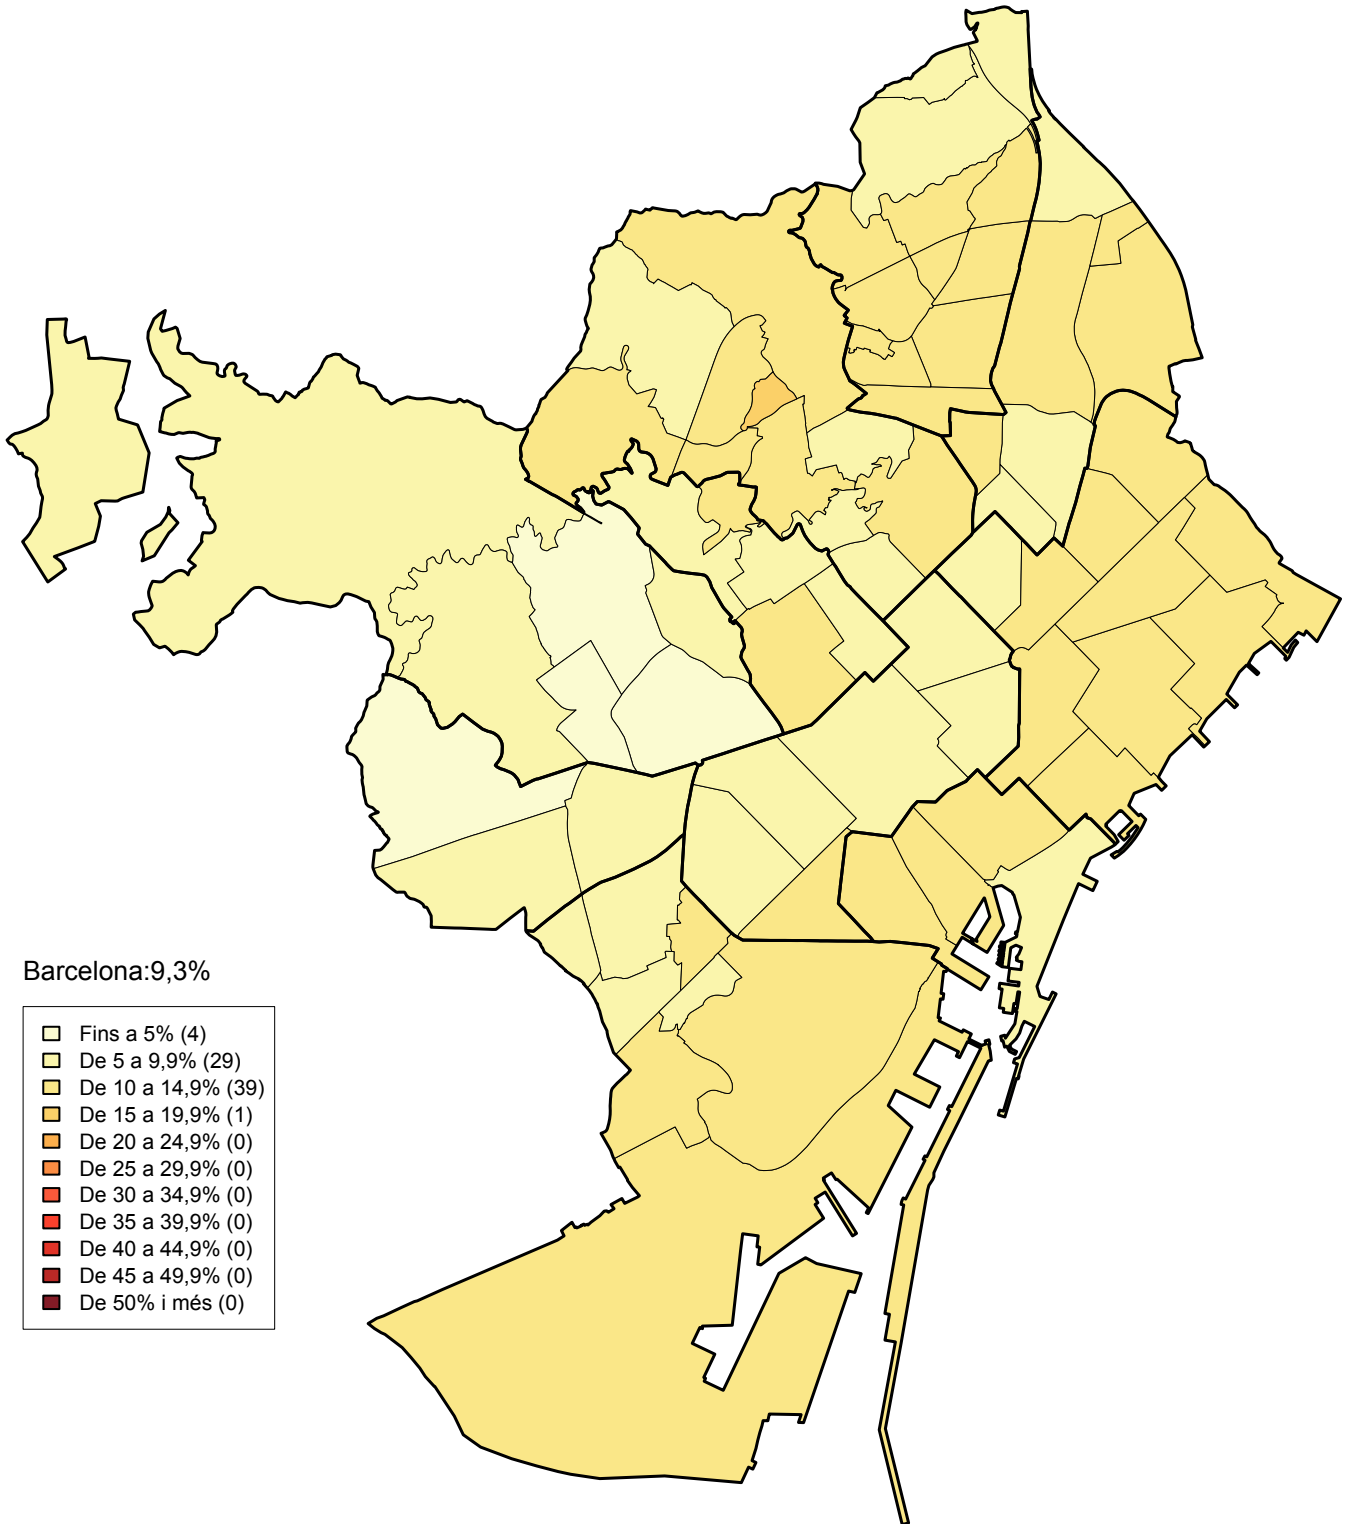 Barcelona:9,3%
Fins a 5% (4)
De 5 a 9,9% (29)
De 10 a 14,9% (39)
De 15 a 19,9% (1)
De 20 a 24,9% (0)
De 25 a 29,9% (0)
De 30 a 34,9% (0)
De 35 a 39,9% (0)
De 40 a 44,9% (0)
De 45 a 49,9% (0)
De 50% i més (0)